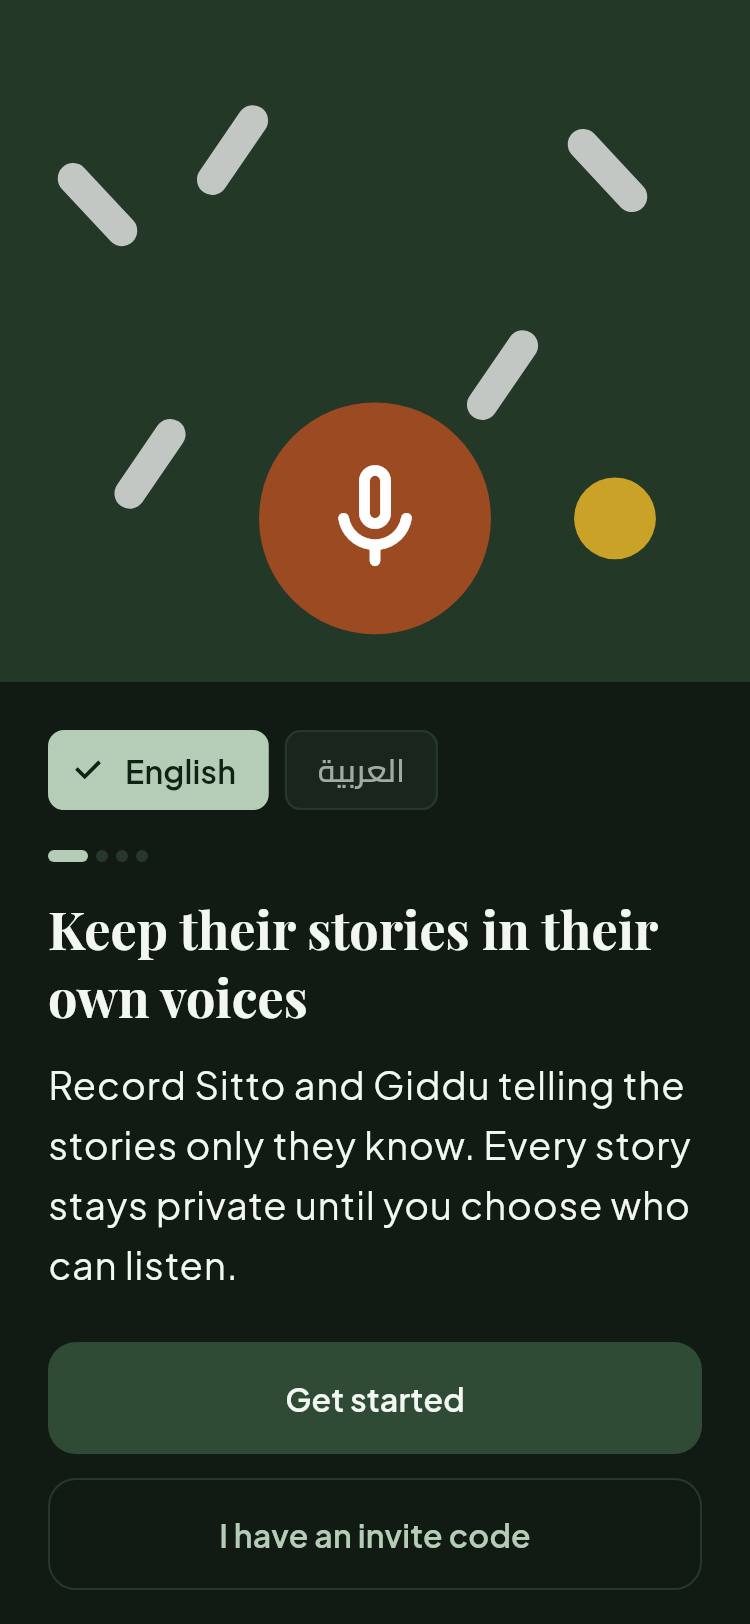 English
العربية
Keep their stories in their
own voices
Record Sitto and Giddu telling the
stories only they know. Every story
stays private until you choose who
can listen.
Get started
I have an invite code